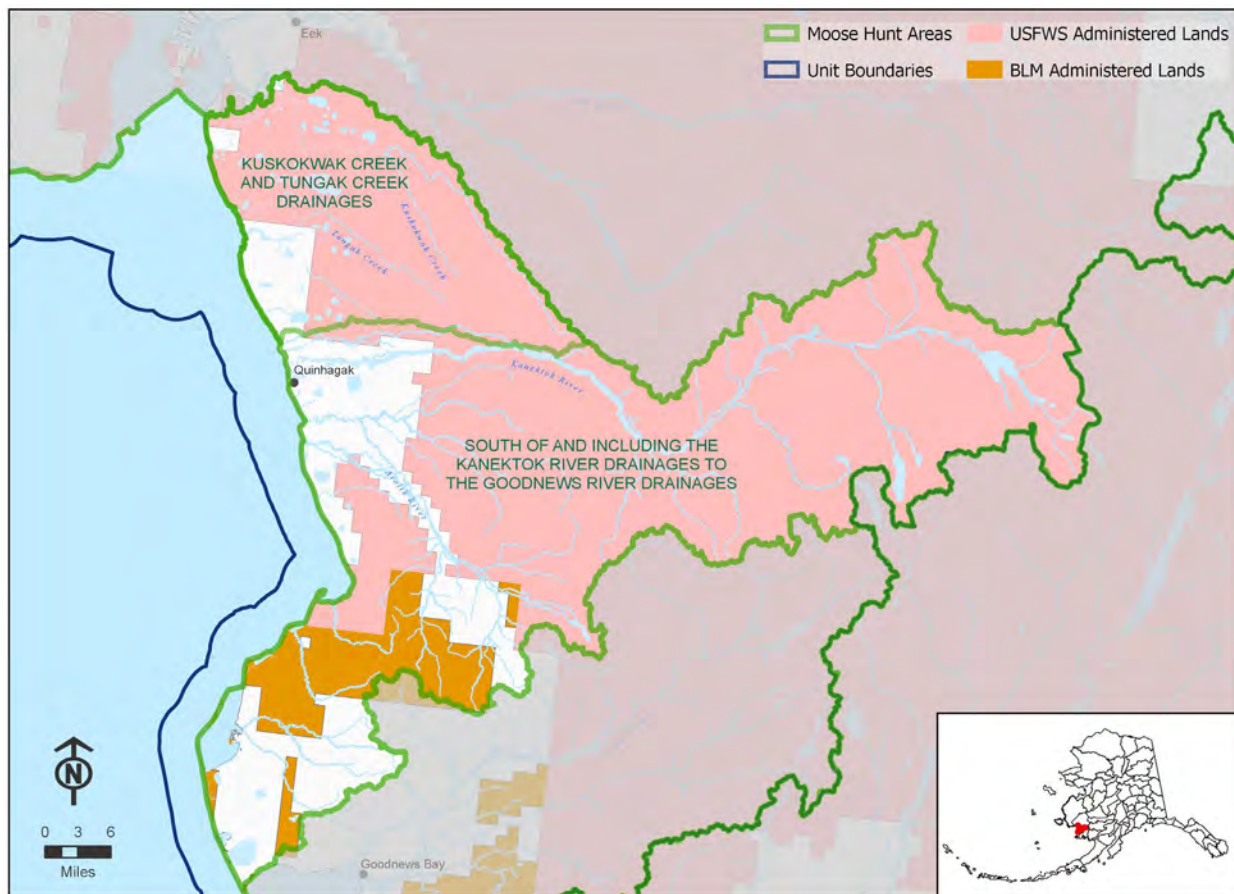 Eek
Moose Hunt Areas
USFWS Administered Lands
Unit Boundaries
BLM Administered Lands
KUSKOKWAK CREEK
AND TUNGAK CREEK
DRAINAGES
Kuskokwak Creek
Tungak Creek
Quinhagak
Kanektok River
SOUTH OF AND INCLUDING THE
KANEKTOK RIVER DRAINAGES TO
THE GOODNEWS RIVER DRAINAGES
Arolik River
N
0 3 6
Miles
Goodnews Bay